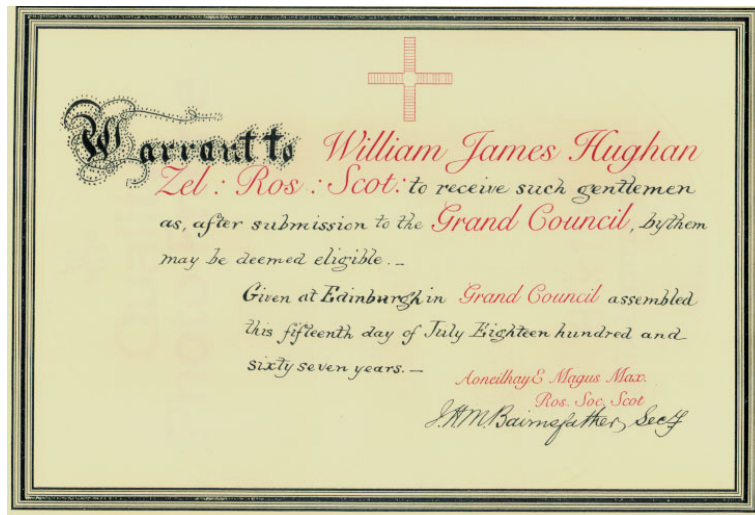 Warrant to William James Hughan
Zel : Ros : Scot: to receive such gentlemen
as, after submission to the Grand Council, by them
may be deemed eligible. –
Given at Edinburgh in Grand Council assembled
this fifteenth day of July Eighteen hundred and
sixty seven years. –
Aoneilhay E Magus Max.
Ros. Soc. Scot
J. H. M. Bairnsfather, Secy